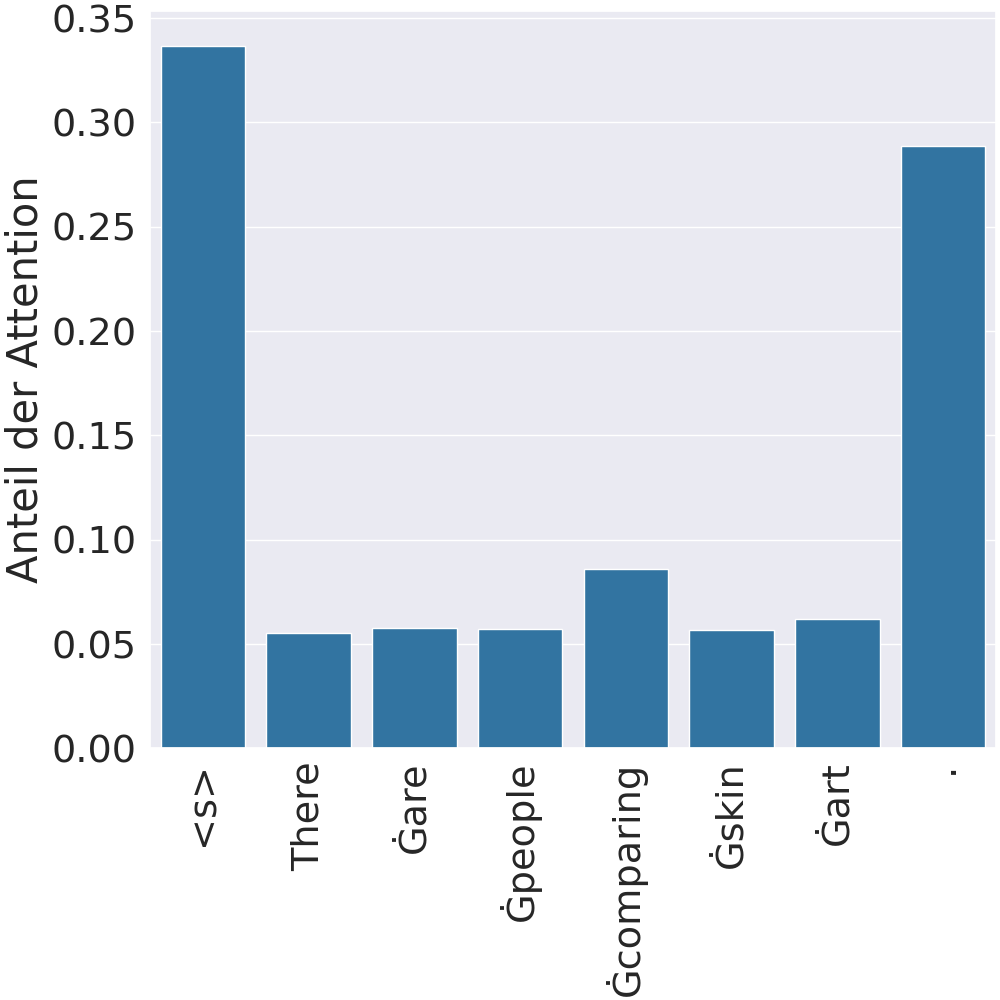 Anteil der Attention
0.35
0.30
0.25
0.20
0.15
0.10
0.05
0.00
<s>
There
Ġare
Ġpeople
Ġcomparing
Ġskin
Ġart
.